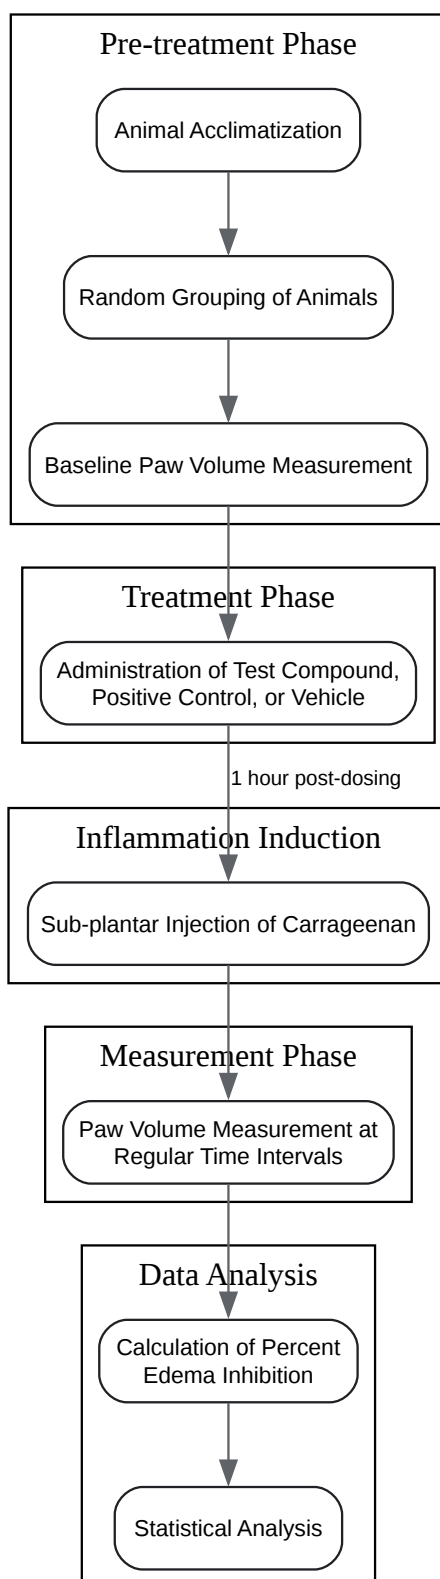 Pre-treatment Phase
Animal Acclimatization
Random Grouping of Animals
Baseline Paw Volume Measurement
Treatment Phase
Administration of Test Compound,
Positive Control, or Vehicle
1 hour post-dosing
Inflammation Induction
Sub-plantar Injection of Carrageenan
Measurement Phase
Paw Volume Measurement at
Regular Time Intervals
Data Analysis
Calculation of Percent
Edema Inhibition
Statistical Analysis